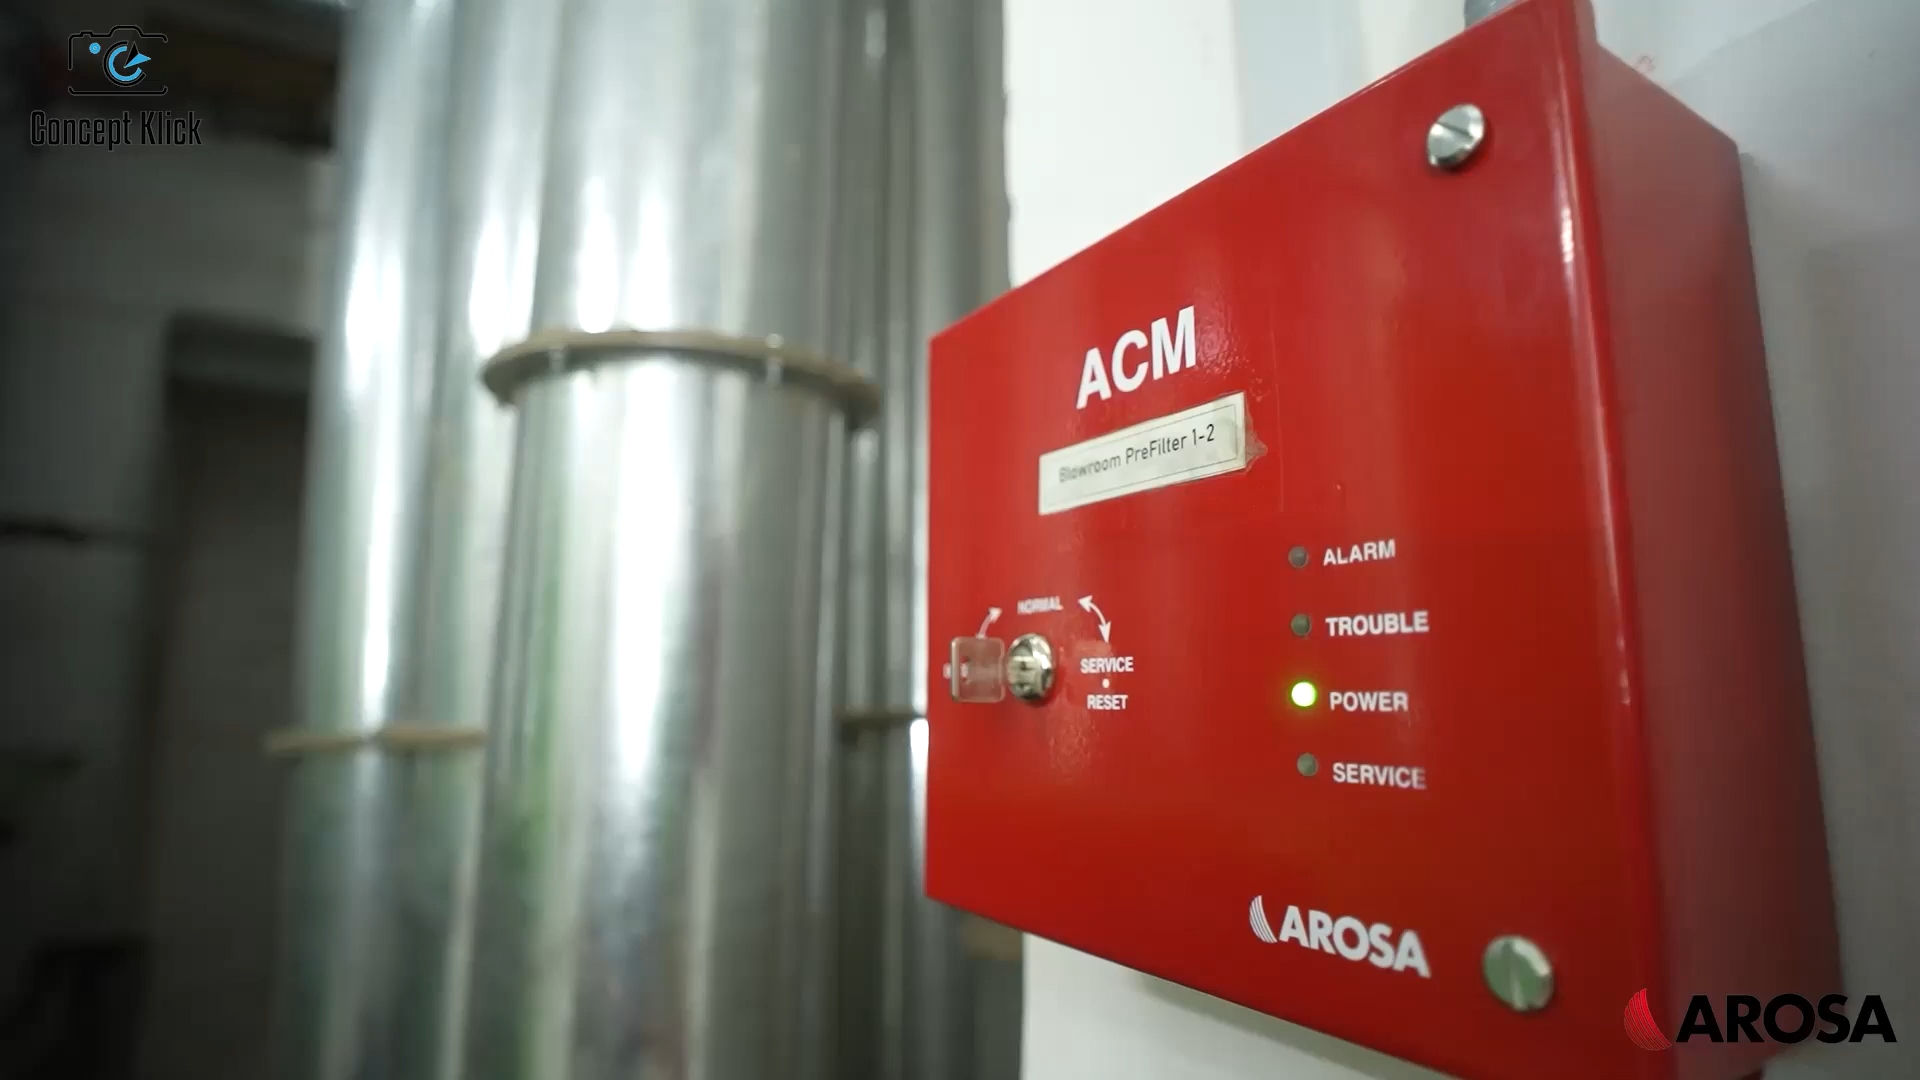 Concept Klick
ACM
Blowroom PreFilter 1-2
ALARM
TROUBLE
POWER
SERVICE
NORMAL
SERVICE
RESET
AROSA
AROSA